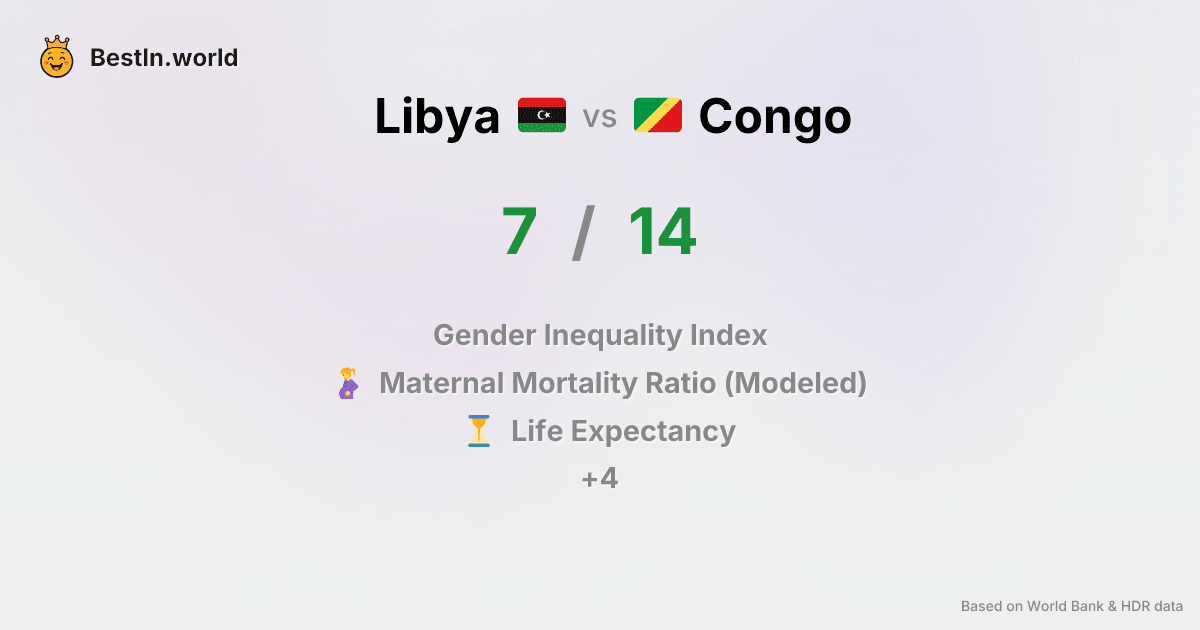 BestIn.world
Libya vs Congo
7 / 14
Gender Inequality Index
Maternal Mortality Ratio (Modeled)
Life Expectancy
+4
Based on World Bank & HDR data